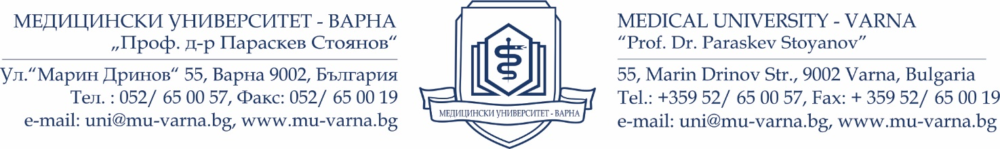 МЕДИЦИНСКИ УНИВЕРСИТЕТ - ВАРНА
„Проф. д-р Параскев Стоянов“
Ул.“Марин Дринов“ 55, Варна 9002, България
Тел. : 052/ 65 00 57, Факс: 052/ 65 00 19
e-mail: uni@mu-varna.bg, www.mu-varna.bg
МЕДИЦИНСКИ УНИВЕРСИТЕТ - ВАРНА
MEDICAL UNIVERSITY - VARNA
“Prof. Dr. Paraskev Stoyanov”
55, Marin Drinov Str., 9002 Varna, Bulgaria
Tel.: +359 52/ 65 00 57, Fax: + 359 52/ 65 00 19
e-mail: uni@mu-varna.bg, www.mu-varna.bg